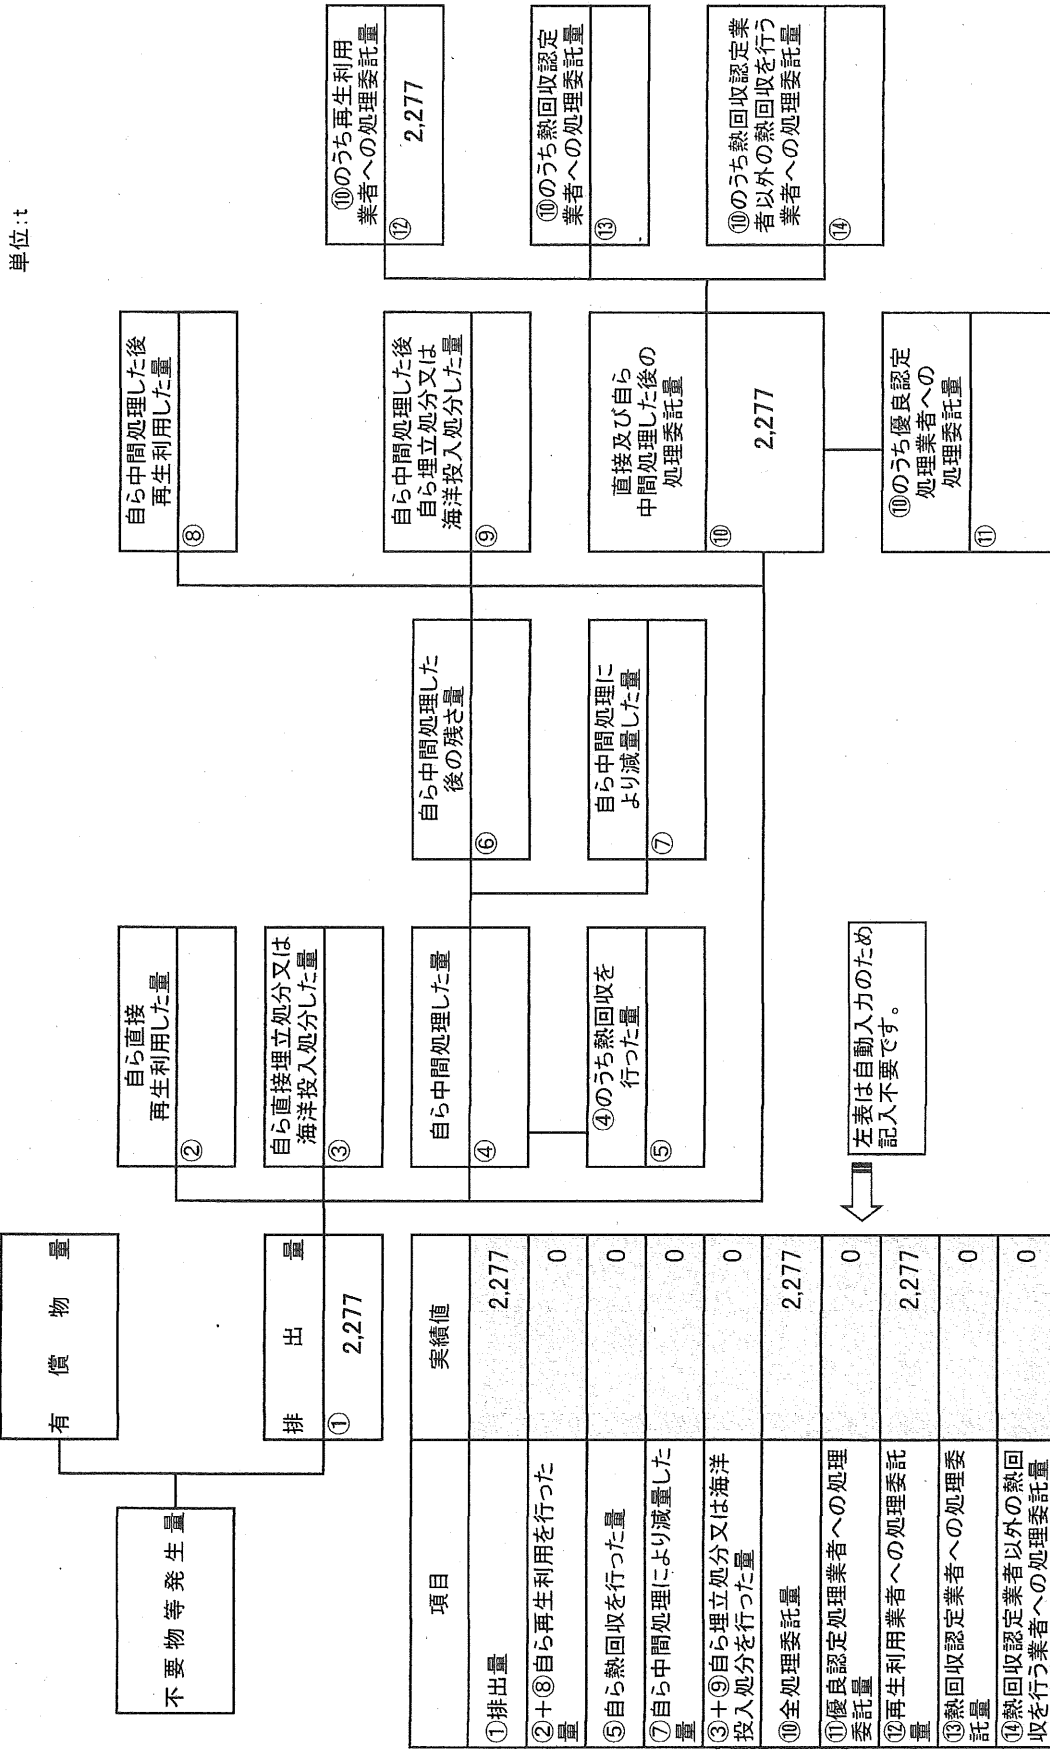 単位:t
不要物等発生量
有償物量
排出量
①
2,277
自ら直接
再生利用した量
②
自ら直接埋立処分又は
海洋投入処分した量
③
自ら中間処理した量
④
④のうち熱回収を
行った量
⑤
自ら中間処理した
後の残さ量
⑥
自ら中間処理に
より減量した量
⑦
自ら中間処理した後
再生利用した量
⑧
自ら中間処理した後
自ら埋立処分又は
海洋投入処分した量
⑨
直接及び自ら
中間処理した後の
処理委託量
⑩
2,277
⑩のうち優良認定
処理業者への
処理委託量
⑪
⑩のうち再生利用
業者への処理委託量
⑫
2,277
⑩のうち熱回収認定
業者への処理委託量
⑬
⑩のうち熱回収認定業
者以外の熱回収を行う
業者への処理委託量
⑭
項目 実績値
①排出量 2,277
②+⑧自ら再生利用を行った
量 0
⑤自ら熱回収を行った量 0
⑦自ら中間処理により減量した
量 0
③+⑨自ら埋立処分又は海洋
投入処分を行った量 0
⑩全処理委託量 2,277
⑪優良認定処理業者への処理
委託量 0
⑫再生利用業者への処理委託
量 2,277
⑬熱回収認定業者への処理委
託量 0
⑭熱回収認定業者以外の熱回
収を行う業者への処理委託量 0
左表は自動入力のため
記入不要です。